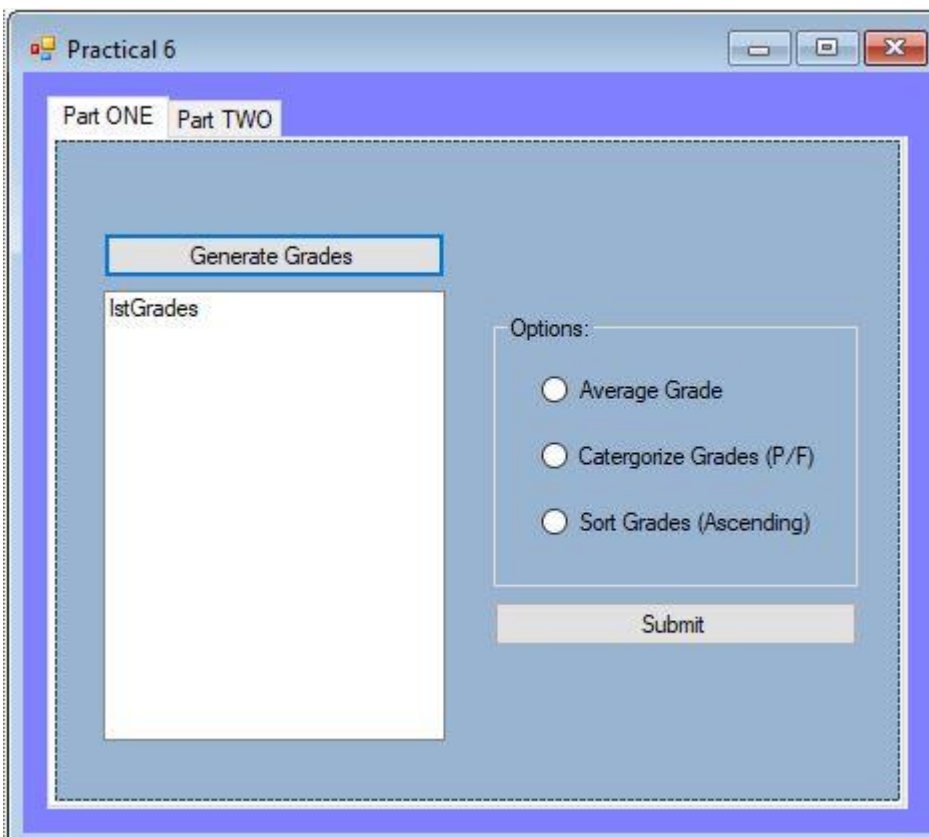 Practical 6
Part ONE Part TWO
Generate Grades
lstGrades
Options:
Average Grade
Catergorize Grades (P/F)
Sort Grades (Ascending)
Submit